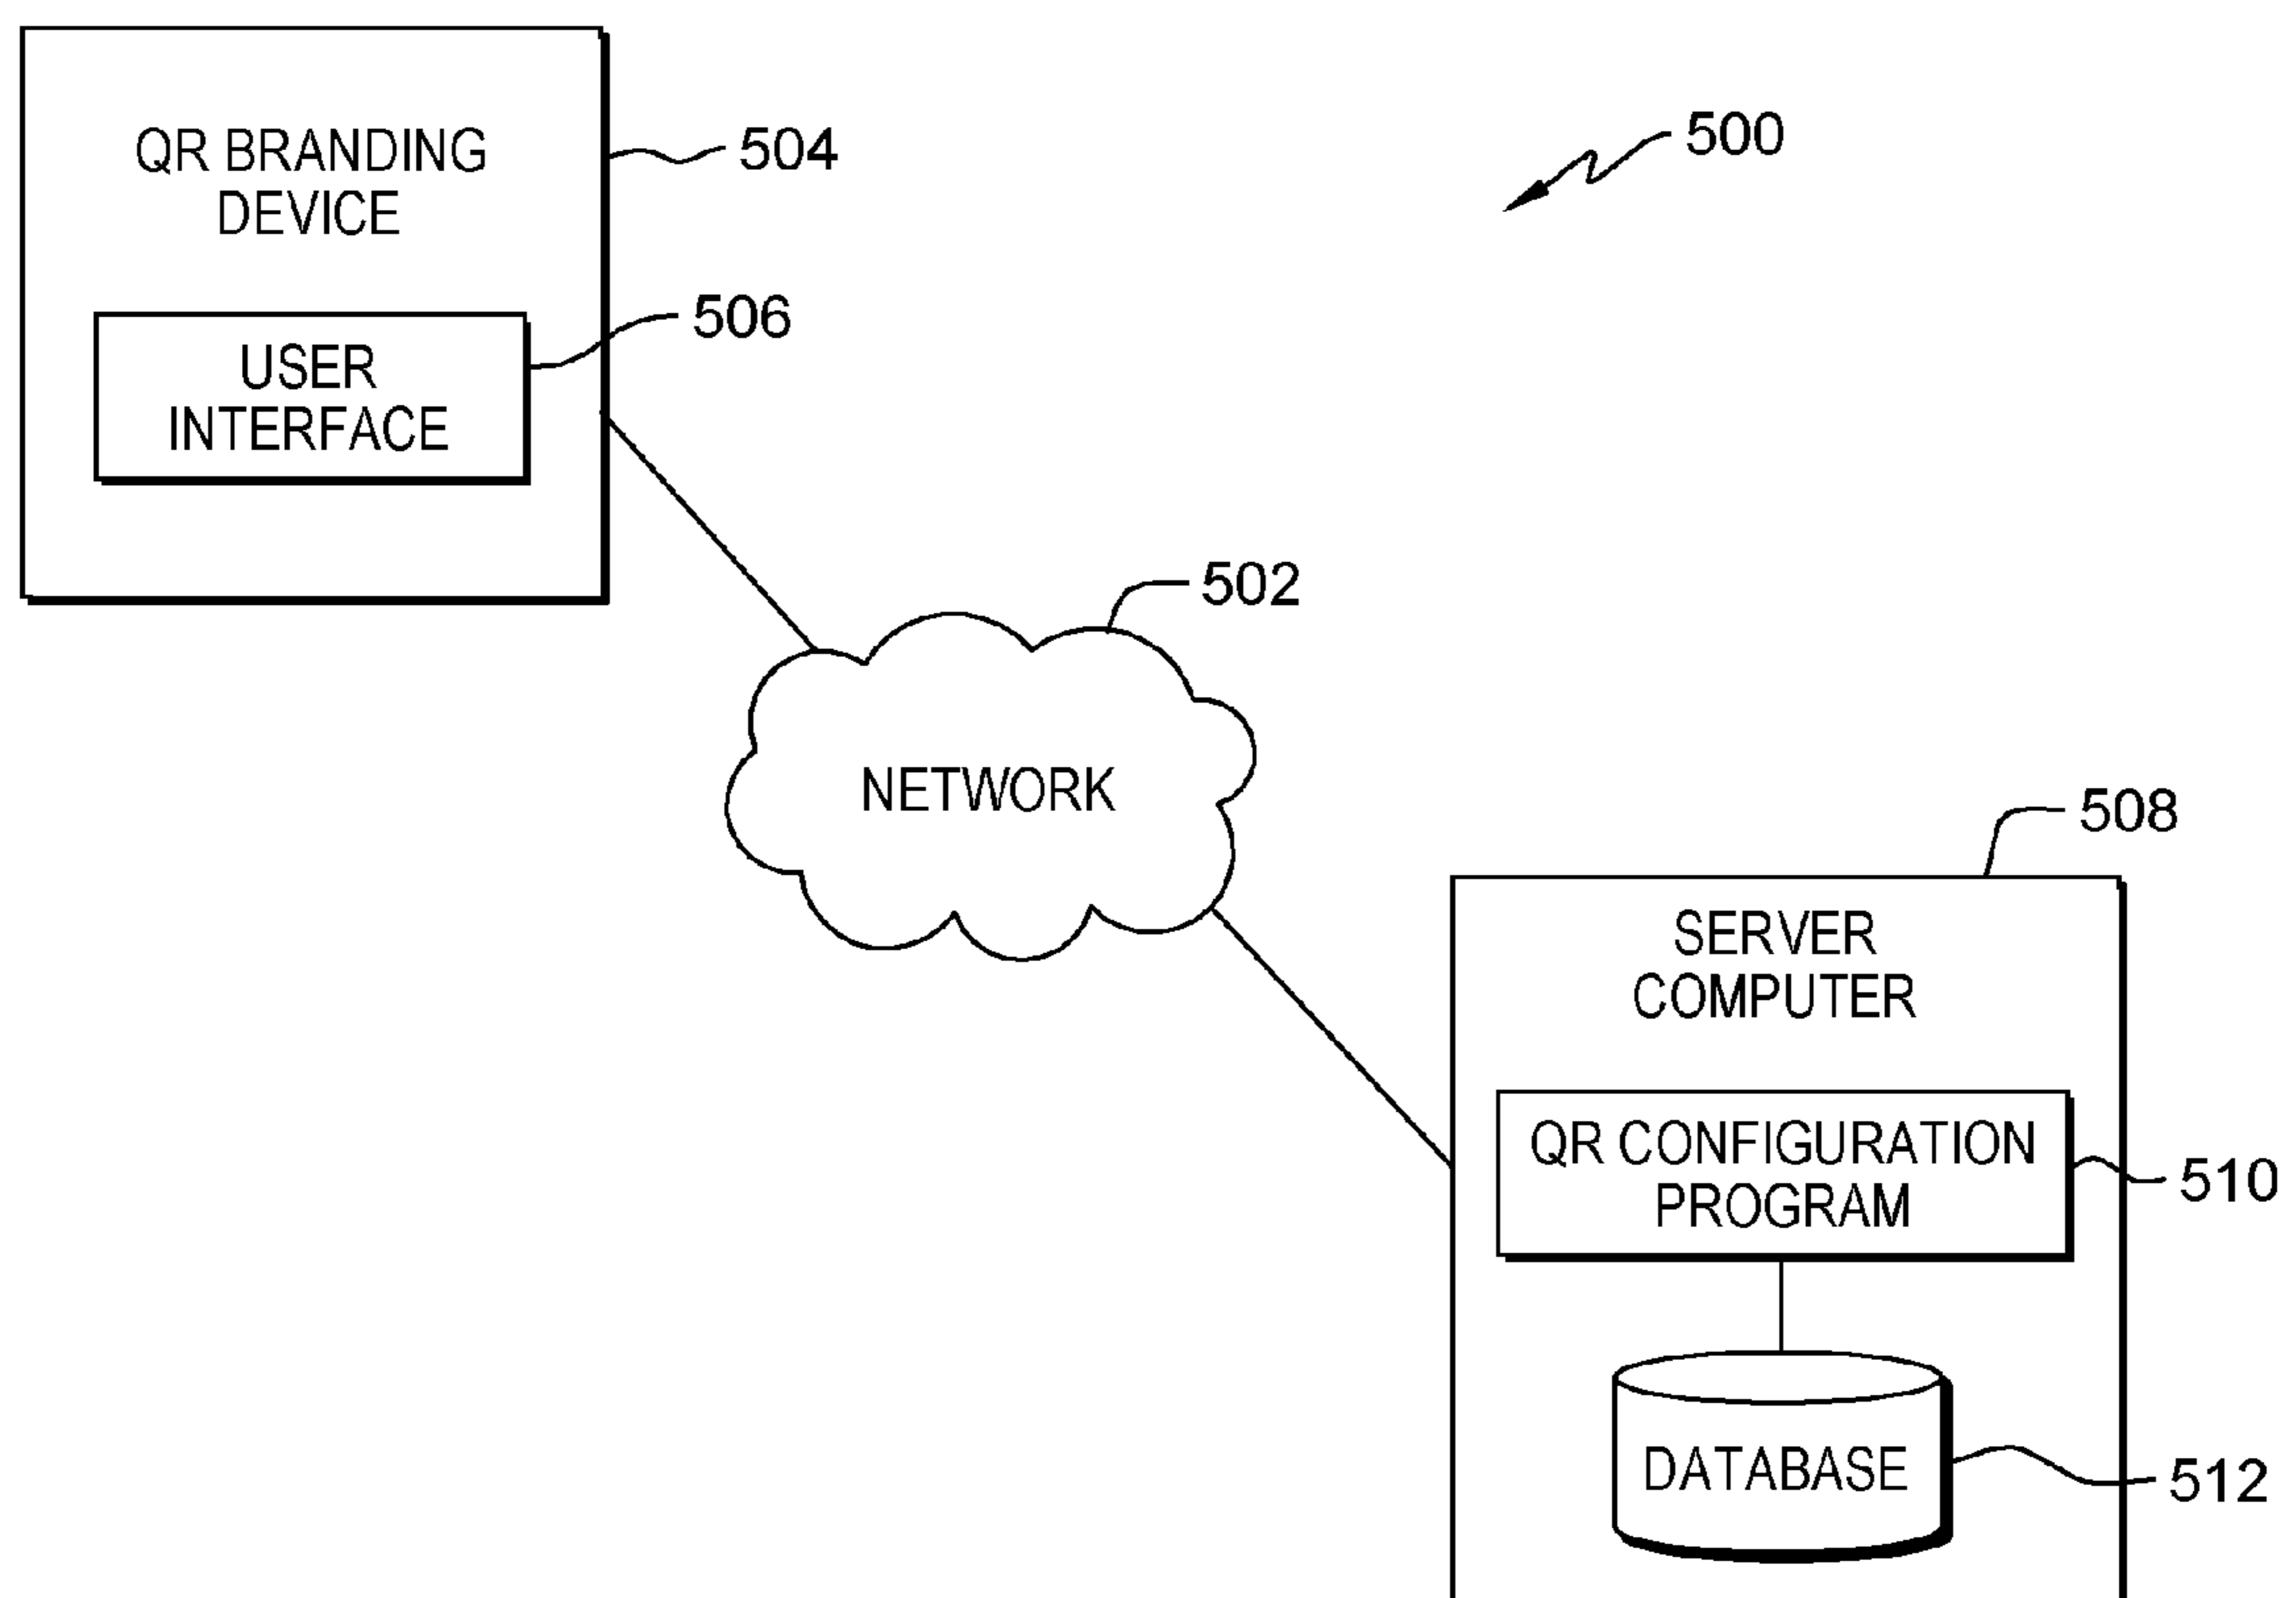 QR BRANDING
DEVICE
504
500
506
USER
INTERFACE
502
NETWORK
508
SERVER
COMPUTER
QR CONFIGURATION
PROGRAM
510
DATABASE
512